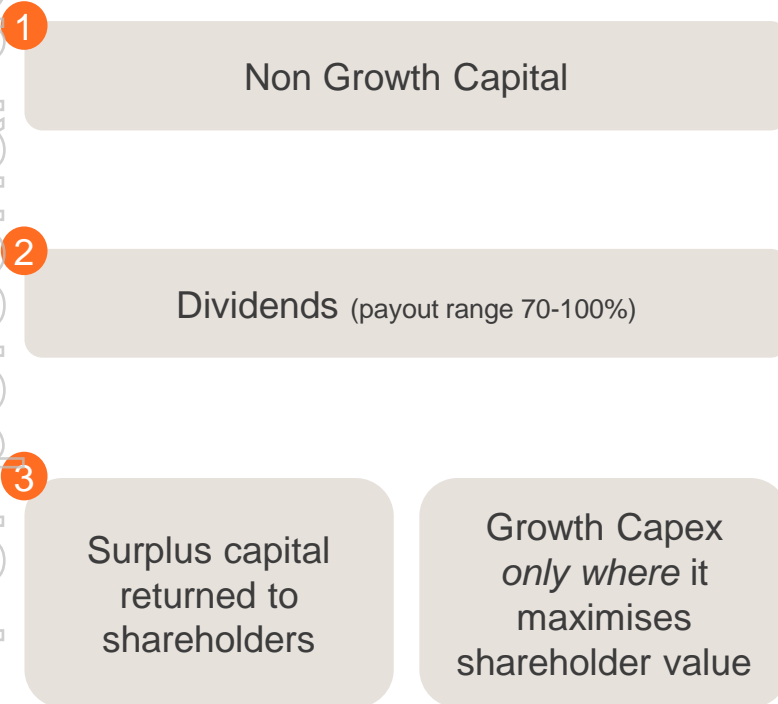 1
Non Growth Capital
2
Dividends (payout range 70-100%)
3
Surplus capital
returned to
shareholders
Growth Capex
only where it
maximises
shareholder value